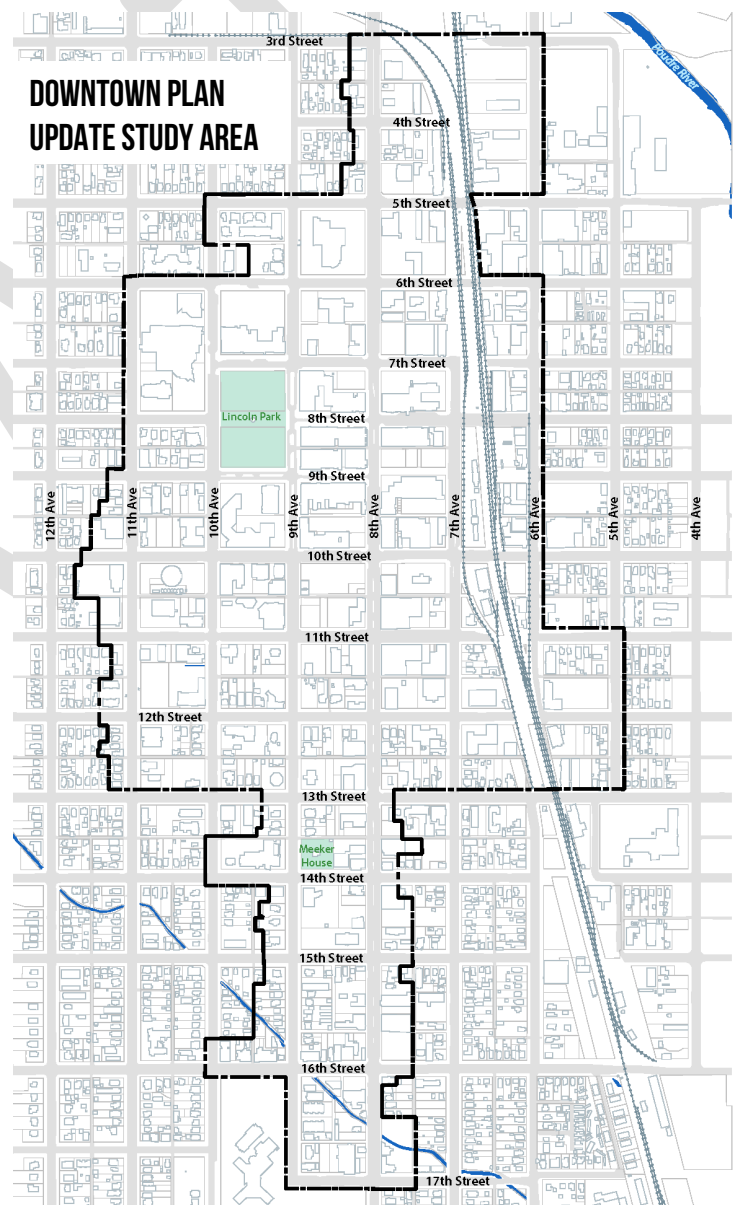 3rd Street
Poudre River
DOWNTOWN PLAN
UPDATE STUDY AREA
4th Street
5th Street
6th Street
7th Street
Lincoln Park
8th Street
9th Street
12th Ave
11th Ave
10th Ave
9th Ave
8th Ave
7th Ave
6th Ave
5th Ave
4th Ave
10th Street
11th Street
12th Street
13th Street
Meeker
House
14th Street
15th Street
16th Street
17th Street